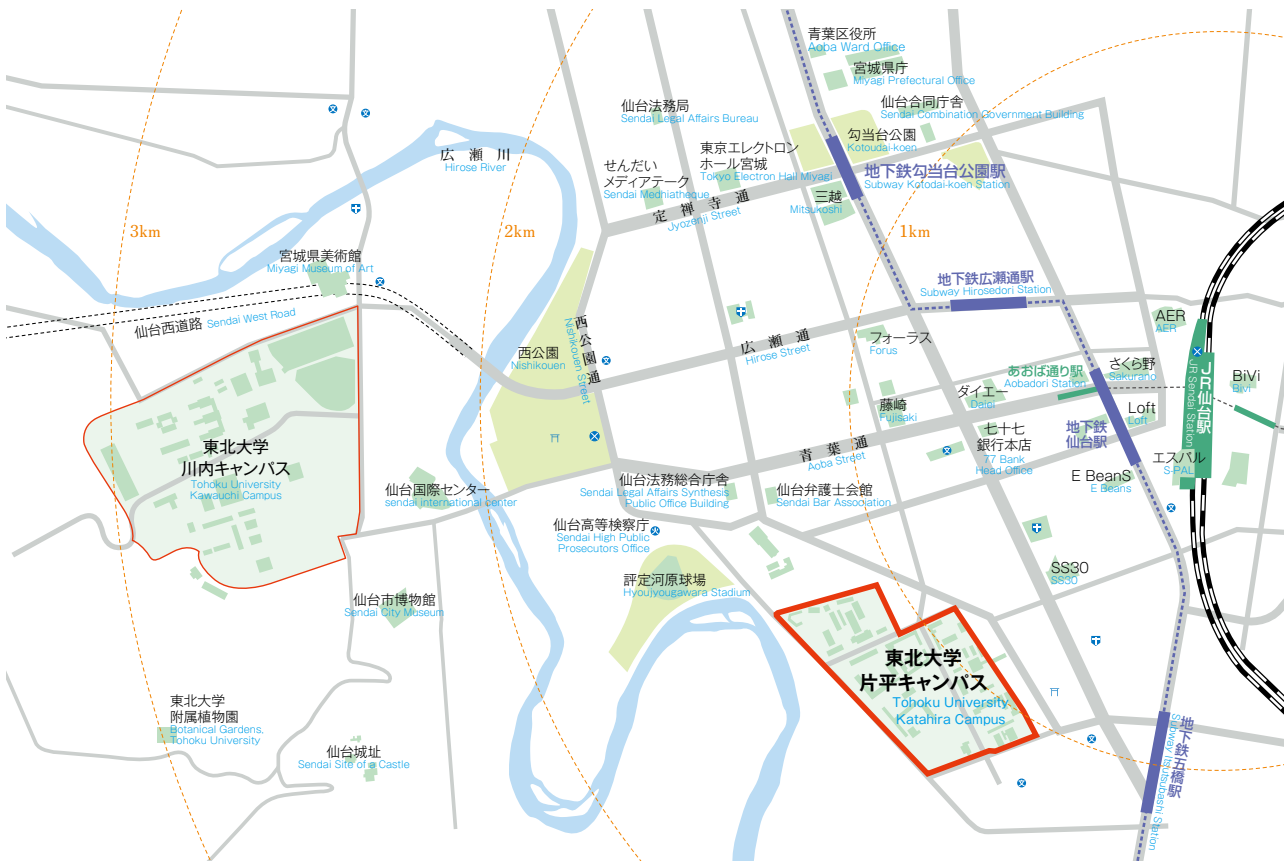 青葉区役所
Aoba Ward Office
宮城県庁
Miyagi Prefectural Office
仙台合同庁舎
Sendai Combination Government Building
仙台法務局
Sendai Legal Affairs Bureau
勾当台公園
Kotoudai-koen
東京エレクトロン
ホール宮城
Tokyo Electron Hall Miyagi
広瀬川
Hirose River
せんだい
メディアテーク
Sendai Medhiatheque
地下鉄勾当台公園駅
Subway Kotodai-koen Station
三越
Mitsukoshi
定禅寺通
Jyozenji Street
3km
2km
1km
宮城県美術館
Miyagi Museum of Art
地下鉄広瀬通駅
Subway Hirosedori Station
仙台西道路 Sendai West Road
西公園通
Nishikouen Street
西公園
Nishikouen
広瀬通
Hirose Street
フォーラス
Forus
AER
AER
あおば通り駅
Aobadori Station
さくら野
Sakurano
JR仙台駅
JR Sendai Station
BiVi
Bivi
藤崎
Fujisaki
ダイエー
Daiei
Loft
Loft
地下鉄
仙台駅
七十七
銀行本店
77 Bank
Head Office
青葉通
Aoba Street
エスパル
S-PAL
E BeanS
E Beans
東北大学
川内キャンパス
Tohoku University
Kawauchi Campus
仙台国際センター
sendai international center
仙台法務総合庁舎
Sendai Legal Affairs Synthesis
Public Office Building
仙台弁護士会館
Sendai Bar Association
仙台高等検察庁
Sendai High Public
Prosecutors Office
評定河原球場
Hyoujyougawara Stadium
SS30
SS30
仙台市博物館
Sendai City Museum
東北大学
片平キャンパス
Tohoku University
Katahira Campus
東北大学
附属植物園
Botanical Gardens,
Tohoku University
仙台城址
Sendai Site of a Castle
地下鉄五橋駅
Subway Itsutsubashi Station